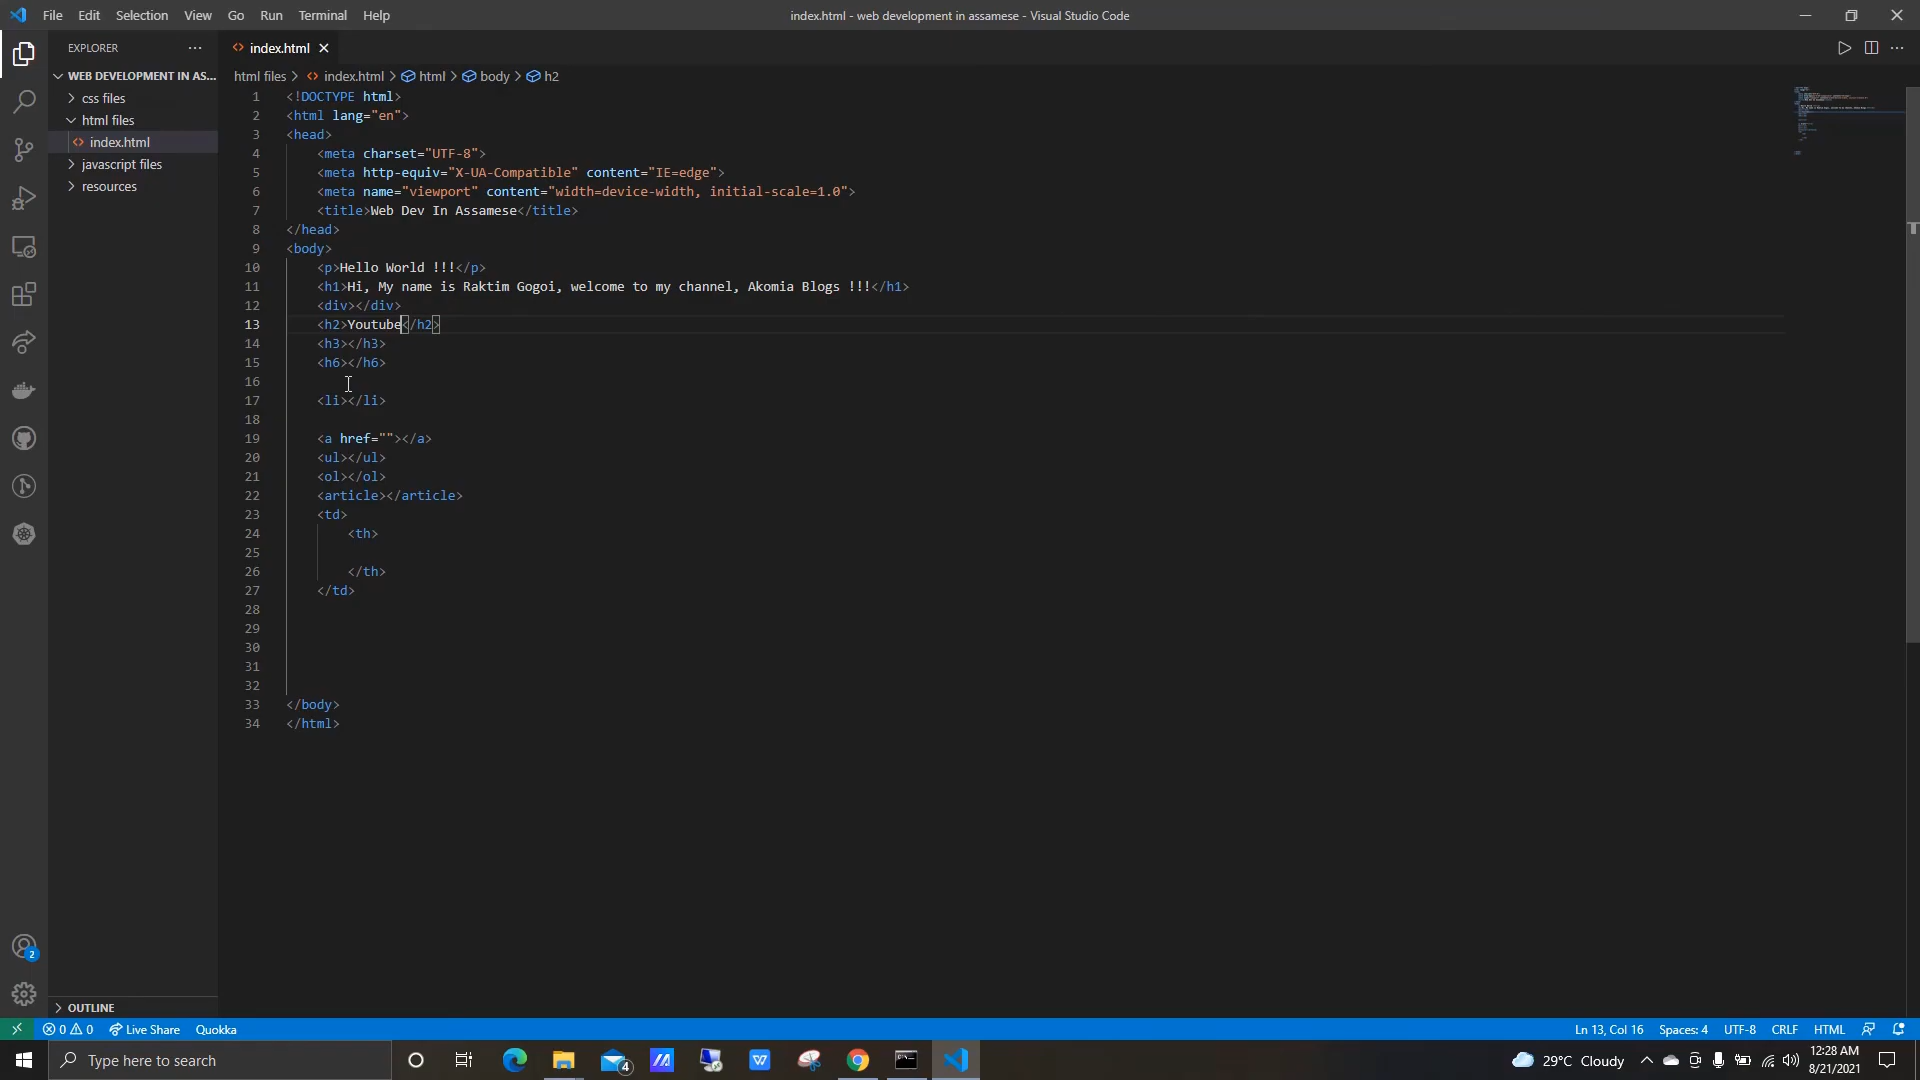 File Edit Selection View Go Run Terminal Help
index.html - web development in assamese - Visual Studio Code
EXPLORER
index.html
WEB DEVELOPMENT IN AS...
html files > index.html > html > body > h2
css files
html files
index.html
javascript files
resources
1 <!DOCTYPE html>
2 <html lang="en">
3 <head>
4 <meta charset="UTF-8">
5 <meta http-equiv="X-UA-Compatible" content="IE=edge">
6 <meta name="viewport" content="width=device-width, initial-scale=1.0">
7 <title>Web Dev In Assamese</title>
8 </head>
9 <body>
10 <p>Hello World !!!</p>
11 <h1>Hi, My name is Raktim Gogoi, welcome to my channel, Akomia Blogs !!!</h1>
12 <div></div>
13 <h2>Youtube</h2>
14 <h3></h3>
15 <h6></h6>
16
17 <li></li>
18
19 <a href=""></a>
20 <ul></ul>
21 <ol></ol>
22 <article></article>
23 <td>
24 <th>
25
26 </th>
27 </td>
28
29
30
31
32
33 </body>
34 </html>
2
OUTLINE
0 0 Live Share Quokka
Ln 13, Col 16 Spaces: 4 UTF-8 CRLF HTML
Type here to search
4
29°C Cloudy
12:28 AM
8/21/2021